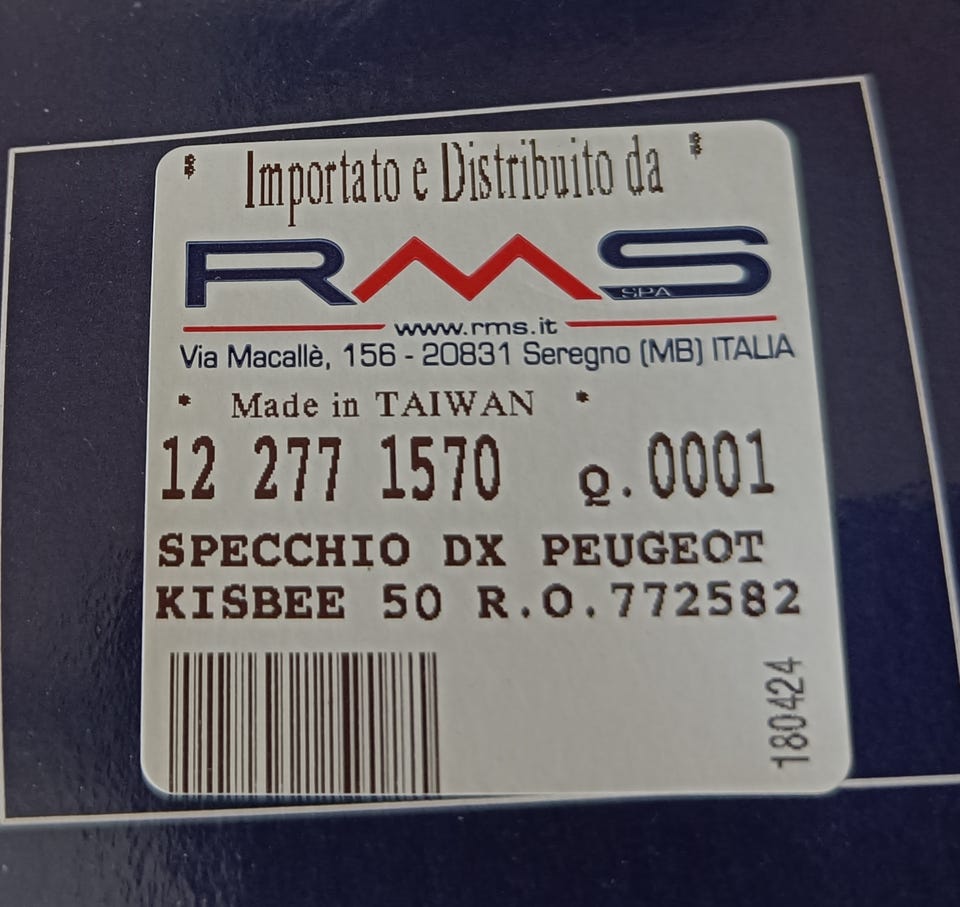 * Importato e Distribuito da *
RMS
SPA
www.rms.it
Via Macallè, 156 - 20831 Seregno (MB) ITALIA
* Made in TAIWAN *
12 277 1570 Q.0001
SPECCHIO DX PEUGEOT
KISBEE 50 R.O.772582
180424